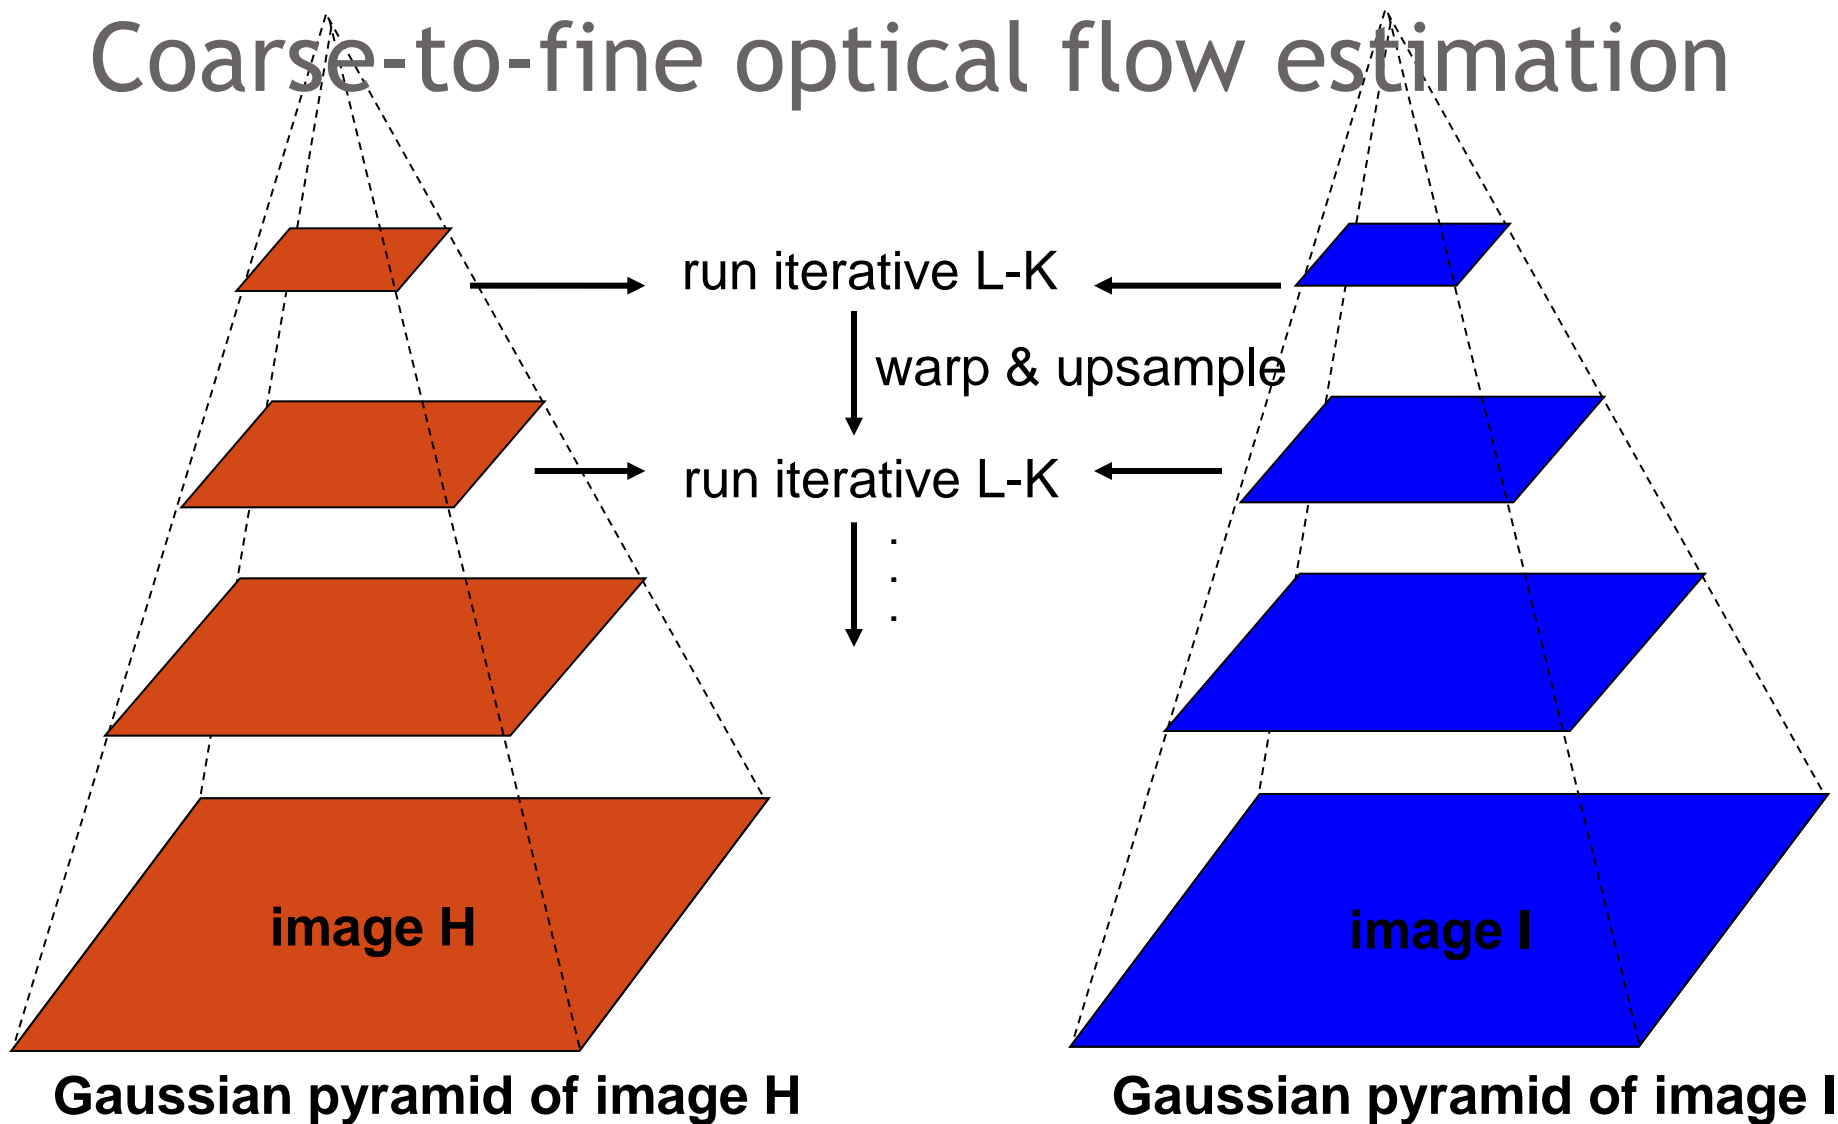 Coarse-to-fine optical flow estimation
run iterative L-K
warp & upsample
run iterative L-K
.
.
.
image H
image I
Gaussian pyramid of image H
Gaussian pyramid of image I